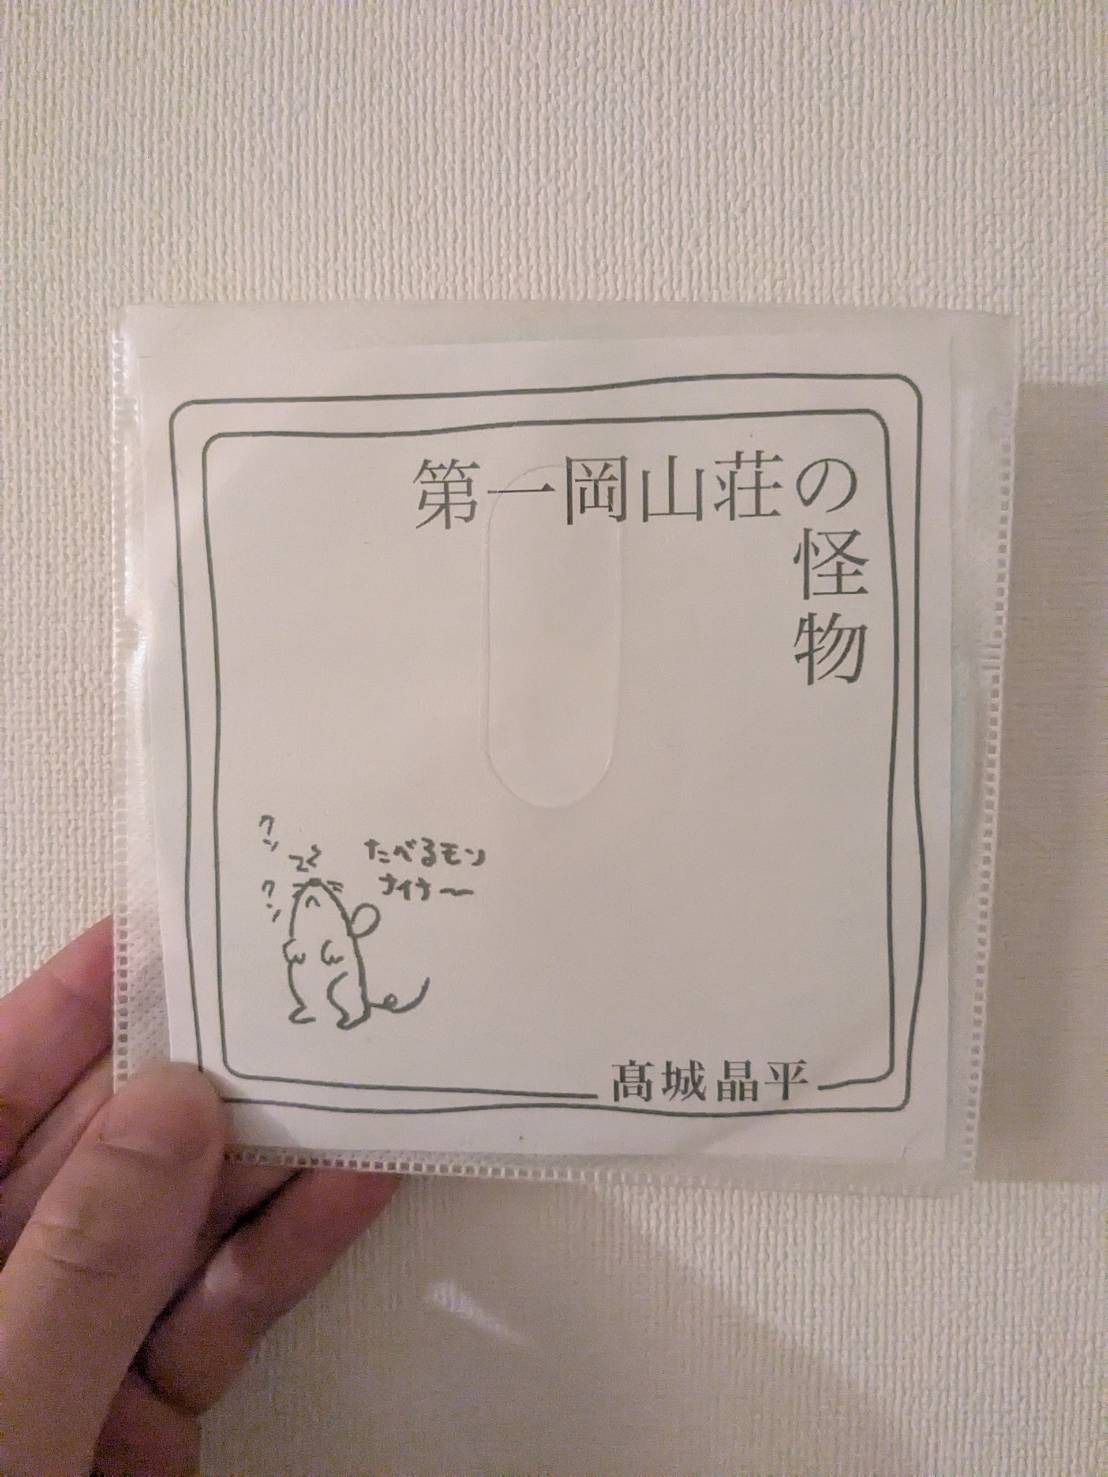 第一岡山荘の怪物
クン
クン
たべるモン
ナイナ〜
髙城晶平